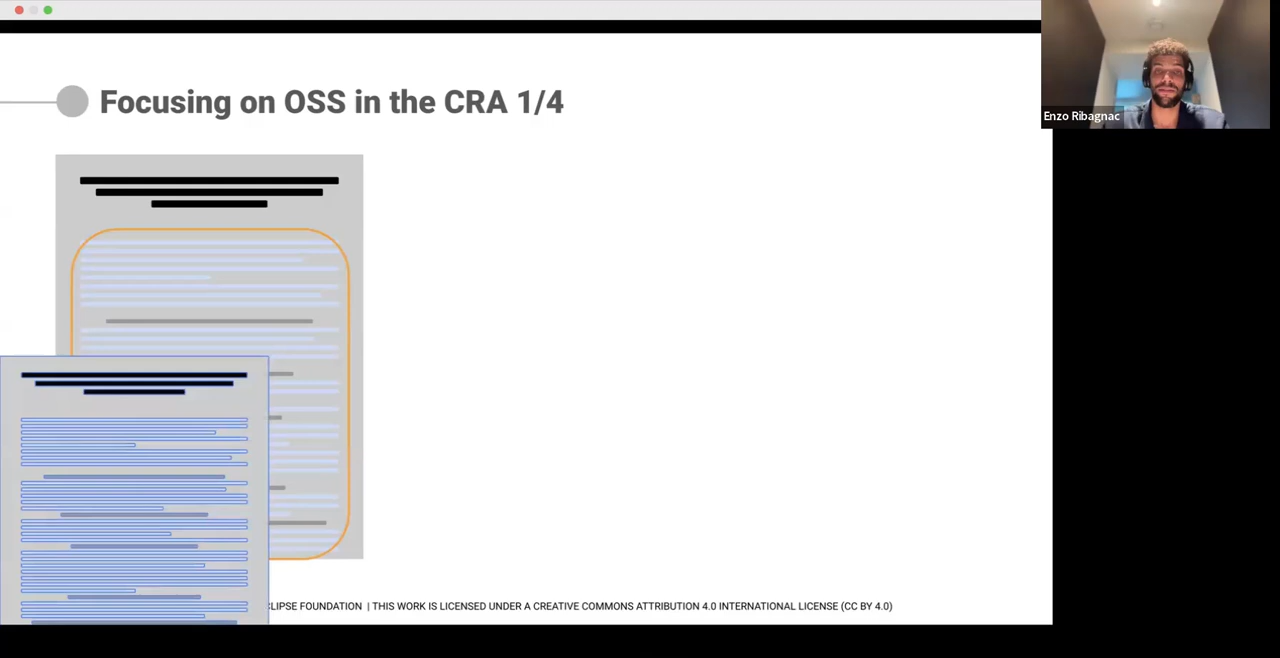 Enzo Ribagnac
Focusing on OSS in the CRA 1/4
FOUNDATION | THIS WORK IS LICENSED UNDER A CREATIVE COMMONS ATTRIBUTION 4.0 INTERNATIONAL LICENSE (CC BY 4.0)